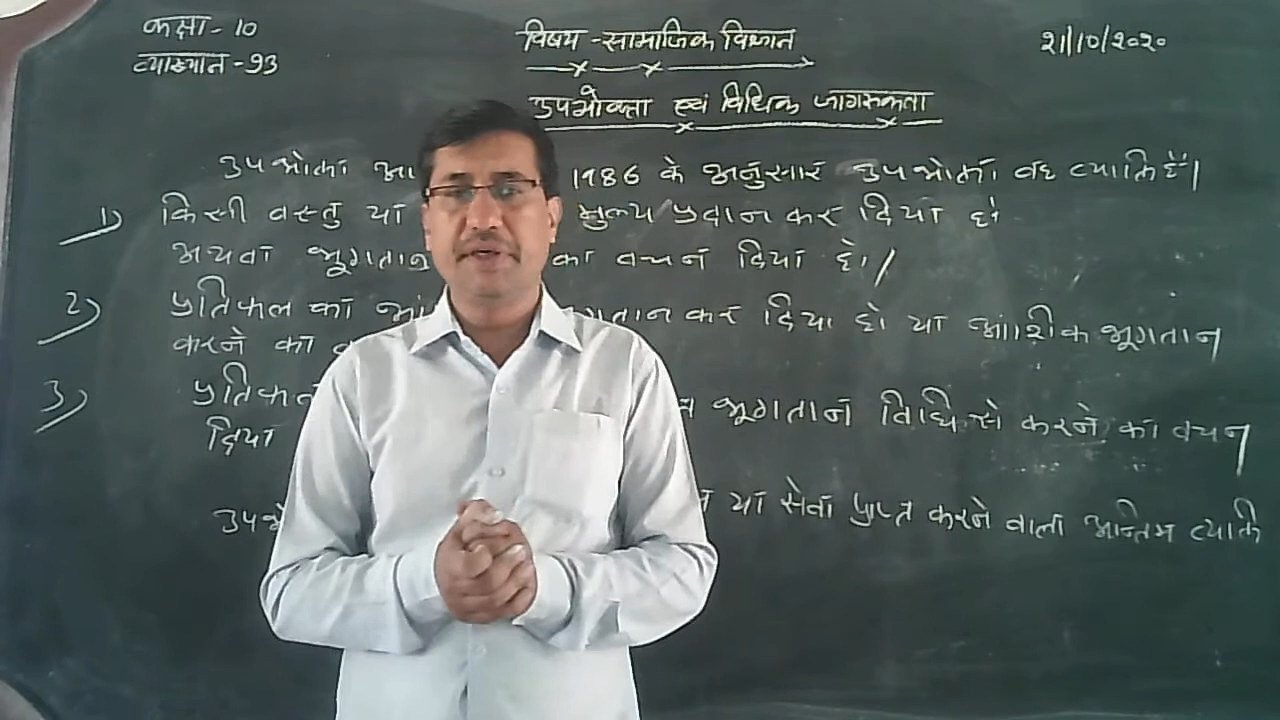 कक्षा - 10
विषय - सामाजिक विज्ञान
21/10/2020
व्याख्यान - 93
उपभोक्ता एवं विधिक जागरूकता
उपभोक्ता 1986 के अनुसार उपभोक्ता वह व्यक्ति है।
1) किसी वस्तु या मुल्य प्रदान कर दिया हो
अथवा भूगतान का वचन दिया हो।
2) प्रतिफल का कर दिया हो या आंशिक भूगतान
करने का
3) प्रतिफल भूगतान विधि से करने का वचन
दिया
या सेवा प्राप्त करने वाला अन्तिम व्यक्ति